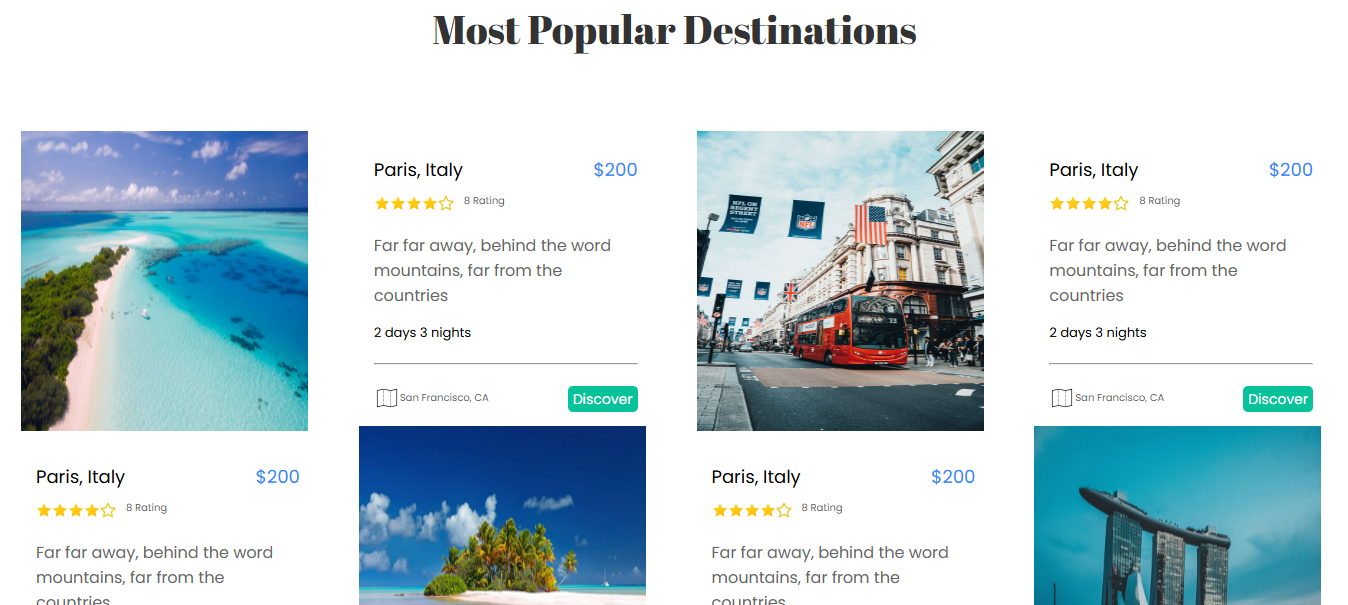 Most Popular Destinations
Paris, Italy
$200
8 Rating
Far far away, behind the word
mountains, far from the
countries
2 days 3 nights
San Francisco, CA
Discover
NFL ON
REGENT
STREET
NFL
Paris, Italy
$200
8 Rating
Far far away, behind the word
mountains, far from the
countries
2 days 3 nights
San Francisco, CA
Discover
Paris, Italy
$200
8 Rating
Far far away, behind the word
mountains, far from the
countries
Paris, Italy
$200
8 Rating
Far far away, behind the word
mountains, far from the
countries